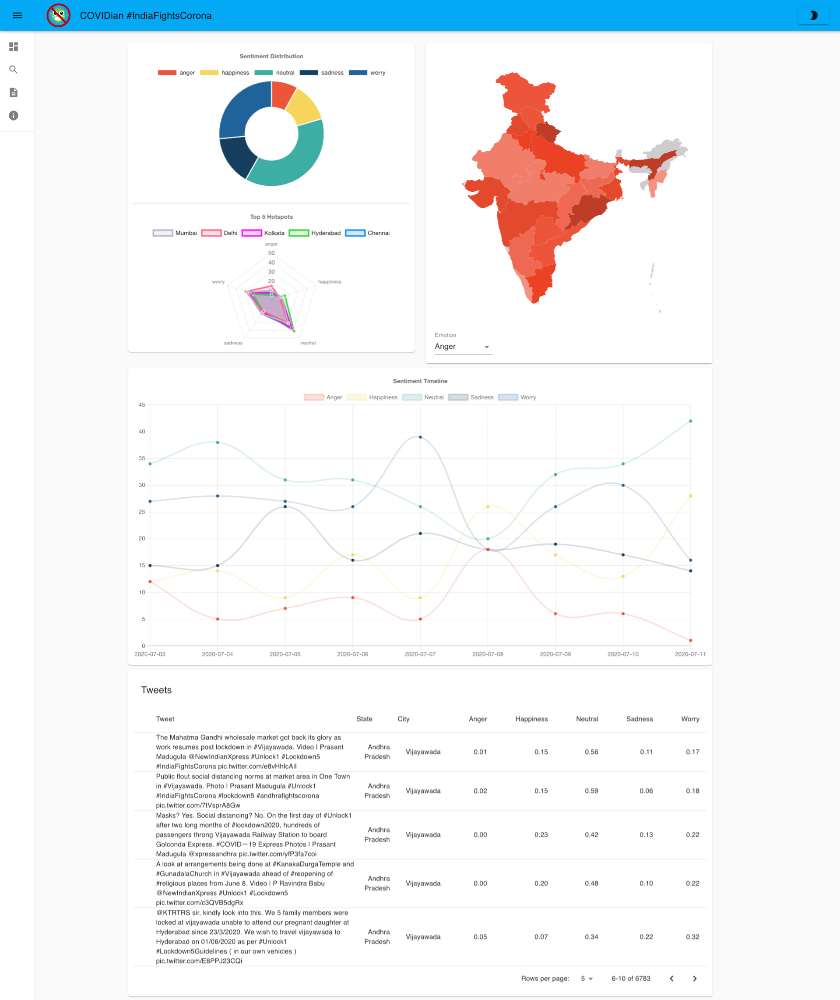 COVIDian #IndiaFightsCorona
Sentiment Distribution
anger happiness neutral sadness worry
Top 5 Hotspots
Mumbai Delhi Kolkata Hyderabad Chennai
anger
50
40
30
20
worry
happiness
sadness
neutral
Emotion
Anger
Sentiment Timeline
Anger Happiness Neutral Sadness Worry
45
40
35
30
25
20
15
10
5
0
2020-07-03 2020-07-04 2020-07-05 2020-07-06 2020-07-07 2020-07-08 2020-07-09 2020-07-10 2020-07-11
Tweets
Tweet State City Anger Happiness Neutral Sadness Worry
The Mahatma Gandhi wholesale market got back its glory as
work resumes post lockdown in #Vijayawada. Video | Prasant
Madugula @NewIndianXpress #Unlock1 #Lockdown5
#IndiaFightsCorona pic.twitter.com/e8vHhlcAII
Andhra
Pradesh
Vijayawada 0.01 0.15 0.56 0.11 0.17
Public flout social distancing norms at market area in One Town
in #Vijayawada. Photo | Prasant Madugula #Unlock1
#IndiaFightsCorona #lockdown5 #andhrafightscorona
pic.twitter.com/7tVsprA8Gw
Andhra
Pradesh
Vijayawada 0.02 0.15 0.59 0.06 0.18
Masks? Yes. Social distancing? No. On the first day of #Unlock1
after two long months of #lockdown2020, hundreds of
passengers throng Vijayawada Railway Station to board
Golconda Express. #COVID—19 Express Photos | Prasant
Madugula @xpressandhra pic.twitter.com/yfP3fa7coi
Andhra
Pradesh
Vijayawada 0.00 0.23 0.42 0.13 0.22
A look at arrangements being done at #KanakaDurgaTemple and
#GunadalaChurch in #Vijayawada ahead of #reopening of
#religious places from June 8. Video | P Ravindra Babu
@NewIndianXpress #Unlock1 #Lockdown5
pic.twitter.com/c3QVB5dgRx
Andhra
Pradesh
Vijayawada 0.00 0.20 0.48 0.10 0.22
@KTRTRS sir, kindly look into this. We 5 family members were
locked at vijayawada unable to attend our pregnant daughter at
Hyderabad since 23/3/2020. We wish to travel vijayawada to
Hyderabad on 01/06/2020 as per #Unlock1
#Lockdown5Guidelines ( in our own vehicles )
pic.twitter.com/E8PPJ23CQi
Andhra
Pradesh
Vijayawada 0.05 0.07 0.34 0.22 0.32
Rows per page: 5 6-10 of 6783